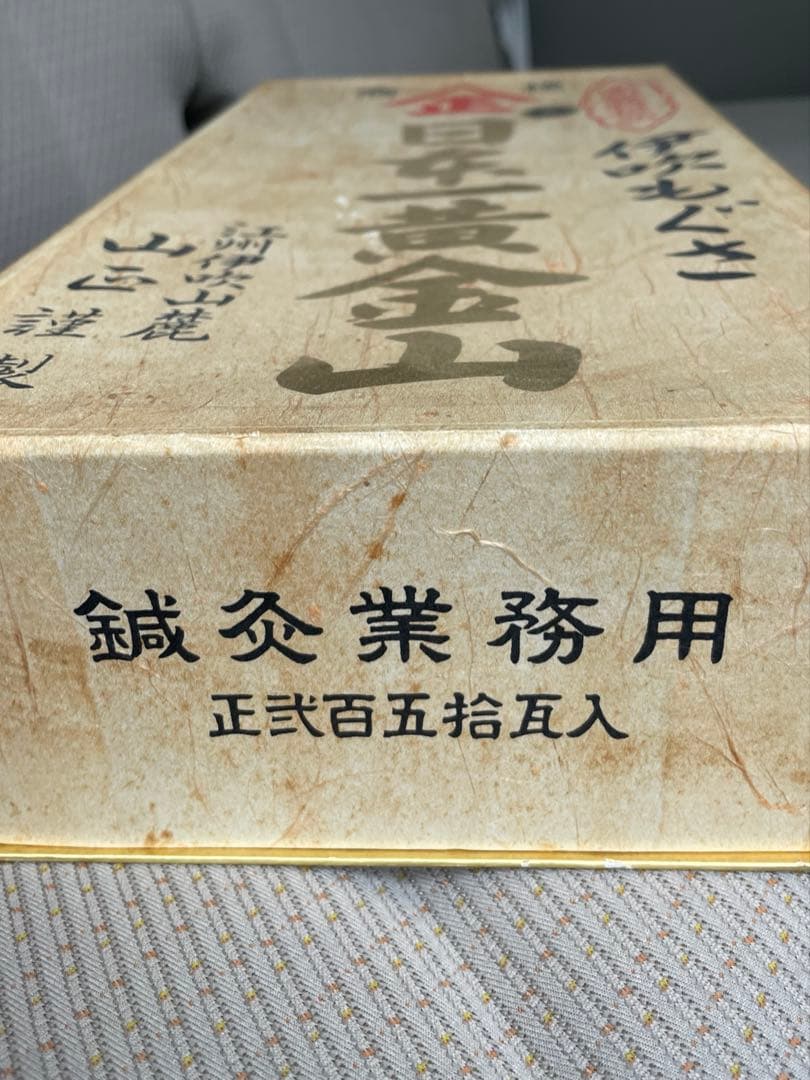 伊吹もぐさ
日本一黄金山
江州伊吹山麓
山正謹製
鍼灸業務用
正弐百五拾瓦入